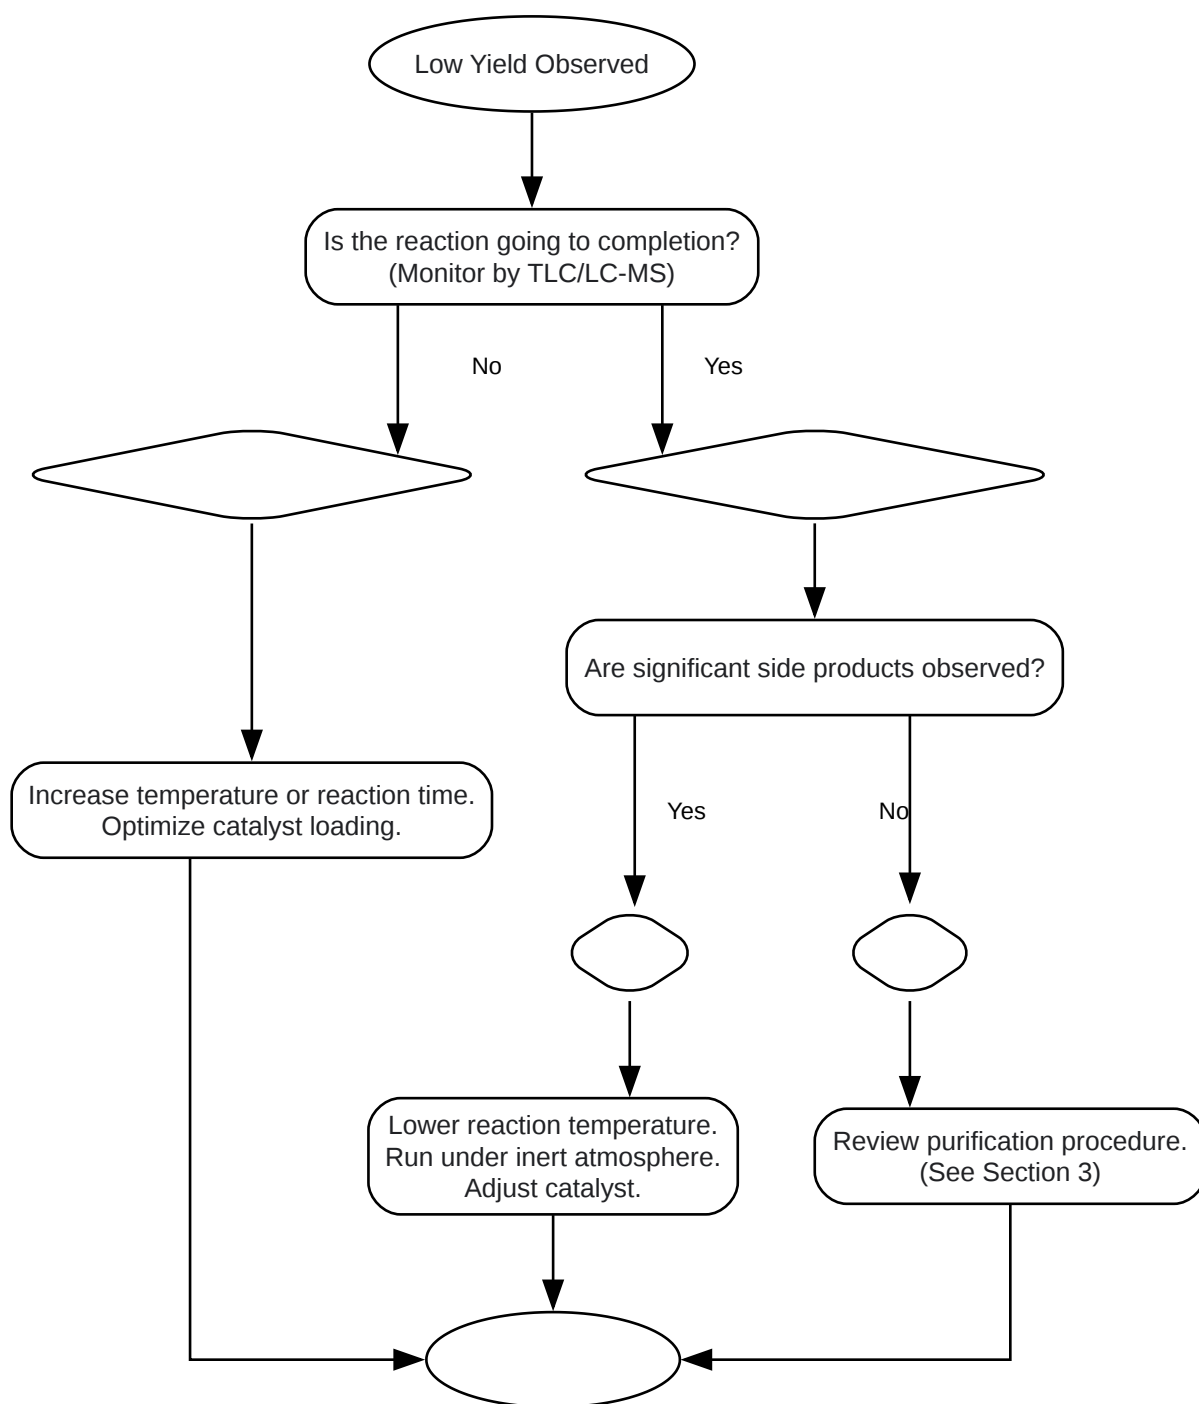 Low Yield Observed
Is the reaction going to completion?
(Monitor by TLC/LC-MS)
No
Yes
Are significant side products observed?
Increase temperature or reaction time.
Optimize catalyst loading.
Yes
No
Lower reaction temperature.
Run under inert atmosphere.
Adjust catalyst.
Review purification procedure.
(See Section 3)